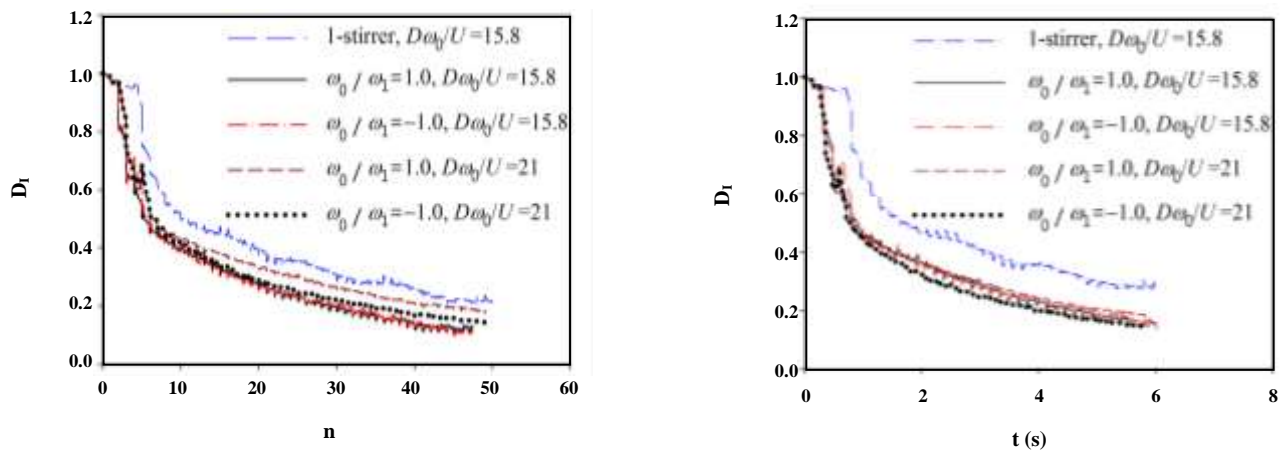 1.2
1.0
0.8
0.6
0.4
0.2
0.0
D_I
1-stirrer, Dω₀/U=15.8
ω₀ / ω₁=1.0, Dω₀/U=15.8
ω₀ / ω₁=−1.0, Dω₀/U=15.8
ω₀ / ω₁=1.0, Dω₀/U=21
ω₀ / ω₁=−1.0, Dω₀/U=21
0 10 20 30 40 50 60
n
1.2
1.0
0.8
0.6
0.4
0.2
0.0
D_I
1-stirrer, Dω₀/U=15.8
ω₀ / ω₁=1.0, Dω₀/U=15.8
ω₀ / ω₁=−1.0, Dω₀/U=15.8
ω₀ / ω₁=1.0, Dω₀/U=21
ω₀ / ω₁=−1.0, Dω₀/U=21
0 2 4 6 8
t (s)